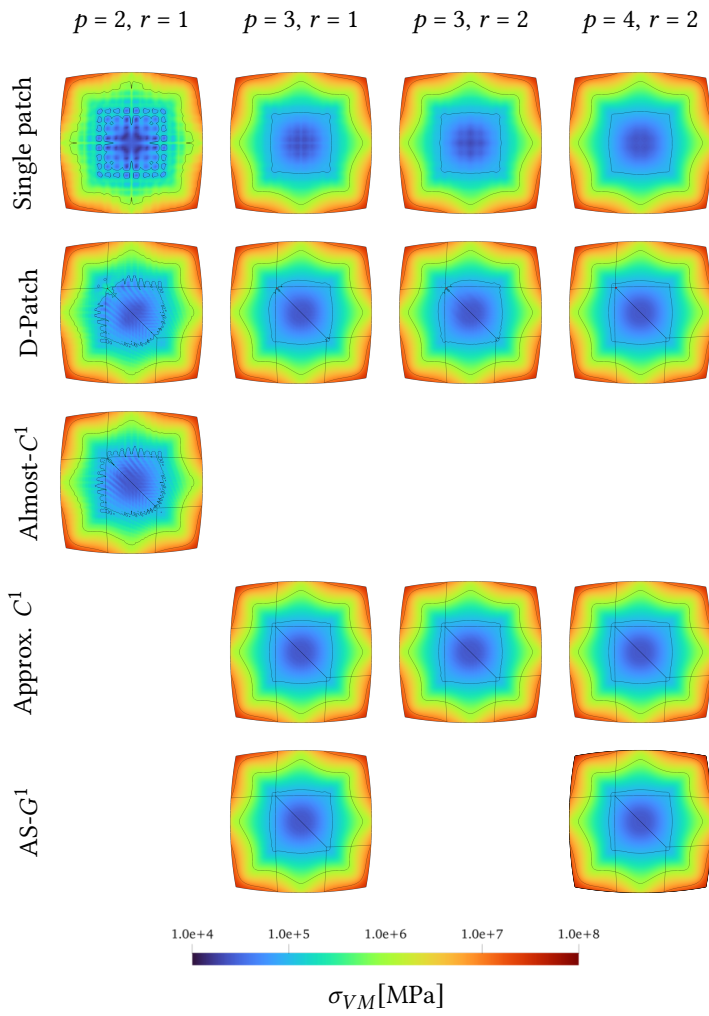 p = 2, r = 1 p = 3, r = 1 p = 3, r = 2 p = 4, r = 2
Single patch
D-Patch
Almost-C¹
Approx. C¹
AS-G¹
1.0e+4 1.0e+5 1.0e+6 1.0e+7 1.0e+8
σVM[MPa]